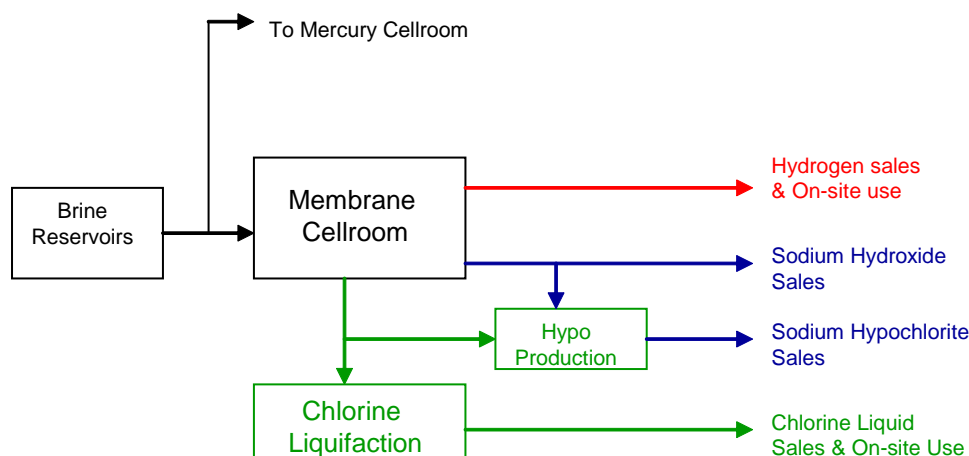 To Mercury Cellroom
Brine
Reservoirs
Membrane
Cellroom
Hydrogen sales
& On-site use
Sodium Hydroxide
Sales
Hypo
Production
Sodium Hypochlorite
Sales
Chlorine
Liquifaction
Chlorine Liquid
Sales & On-site Use